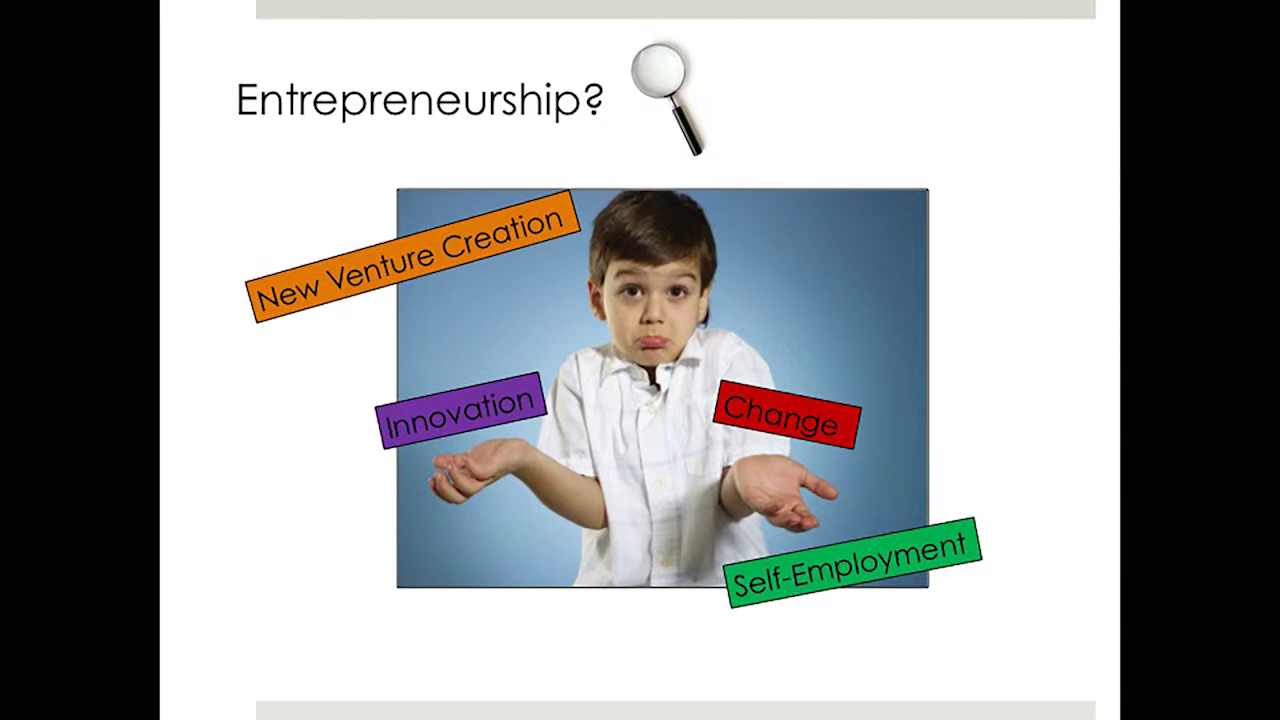 Entrepreneurship?
New Venture Creation
Innovation
Change
Self-Employment